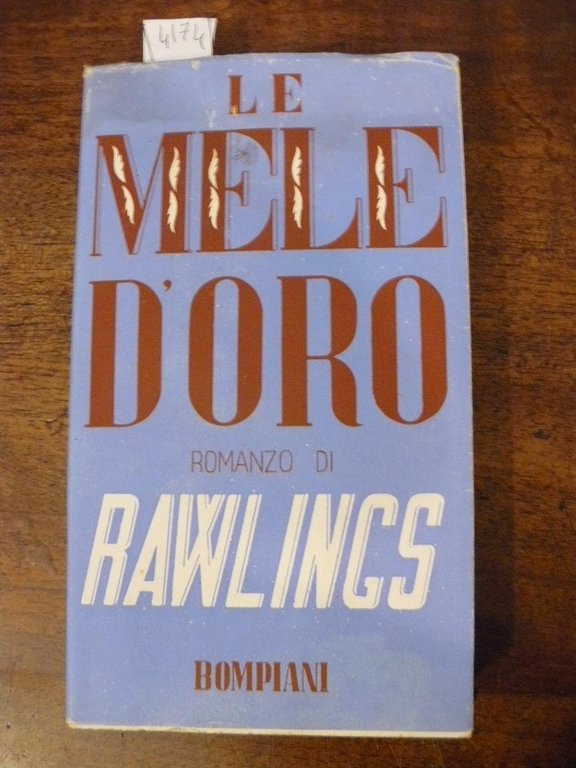 4174
LE
MELE
D'ORO
ROMANZO DI
RAWLINGS
BOMPIANI